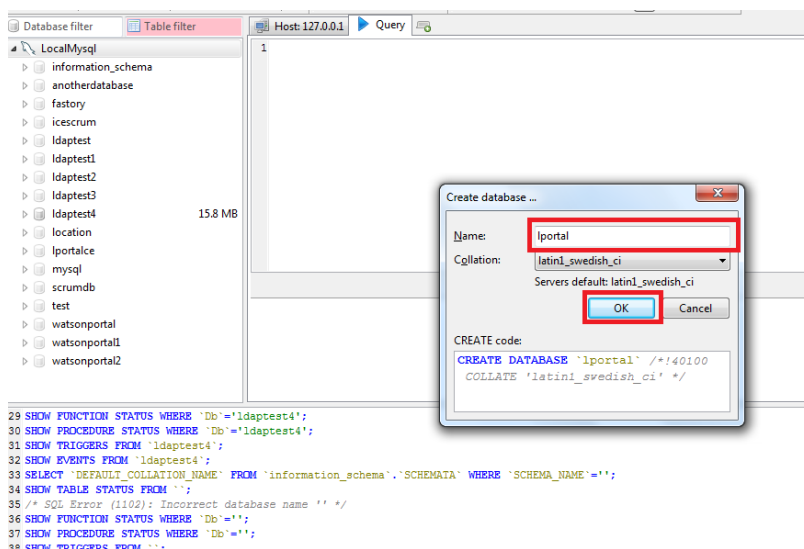 Database filter
Table filter
Host: 127.0.0.1
Query
LocalMysql
information_schema
anotherdatabase
fastory
icescrum
ldaptest
ldaptest1
ldaptest2
ldaptest3
ldaptest4 15.8 MB
location
lportalce
mysql
scrumdb
test
watsonportal
watsonportal1
watsonportal2
1
Create database ...
Name: lportal
Collation: latin1_swedish_ci
Servers default: latin1_swedish_ci
OK Cancel
CREATE code:
CREATE DATABASE `lportal` /*!40100
COLLATE 'latin1_swedish_ci' */
29 SHOW FUNCTION STATUS WHERE `Db`='ldaptest4';
30 SHOW PROCEDURE STATUS WHERE `Db`='ldaptest4';
31 SHOW TRIGGERS FROM `ldaptest4`;
32 SHOW EVENTS FROM `ldaptest4`;
33 SELECT `DEFAULT_COLLATION_NAME` FROM `information_schema`.`SCHEMATA` WHERE `SCHEMA_NAME`='';
34 SHOW TABLE STATUS FROM ``;
35 /* SQL Error (1102): Incorrect database name '' */
36 SHOW FUNCTION STATUS WHERE `Db`='';
37 SHOW PROCEDURE STATUS WHERE `Db`='';
38 SHOW TRIGGERS FROM ``;